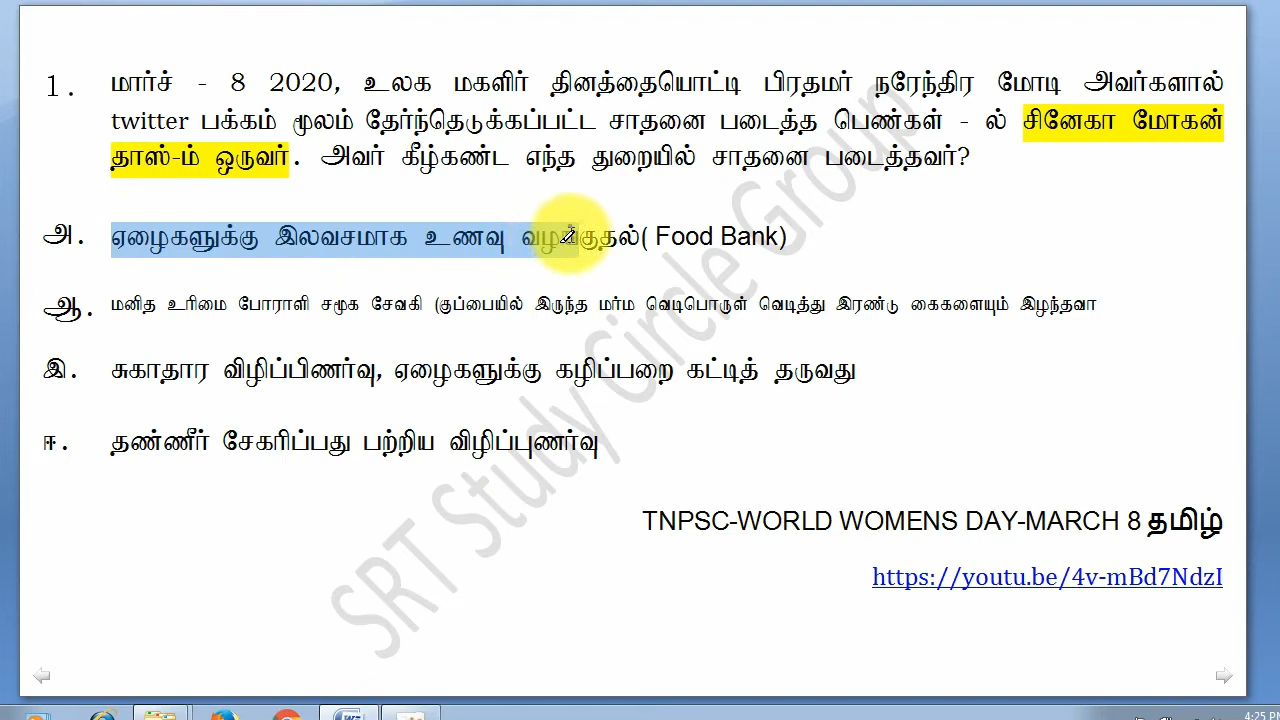 1. மார்ச் - 8 2020, உலக மகளிர் தினத்தையொட்டி பிரதமர் நரேந்திர மோடி அவர்களால்
twitter பக்கம் மூலம் தேர்ந்தெடுக்கப்பட்ட சாதனை படைத்த பெண்கள் - ல் சினேகா மோகன்
தாஸ்-ம் ஒருவர். அவர் கீழ்கண்ட எந்த துறையில் சாதனை படைத்தவர்?
அ. ஏழைகளுக்கு இலவசமாக உணவு வழங்குதல்( Food Bank)
ஆ. மனித உரிமை போராளி சமூக சேவகி (குப்பையில் இருந்த மர்ம வெடிபொருள் வெடித்து இரண்டு கைகளையும் இழந்தவா
இ. சுகாதார விழிப்பிணர்வு, ஏழைகளுக்கு கழிப்பறை கட்டித் தருவது
ஈ. தண்ணீர் சேகரிப்பது பற்றிய விழிப்புணர்வு
SRT Study Circle Group
TNPSC-WORLD WOMENS DAY-MARCH 8 தமிழ்
https://youtu.be/4v-mBd7NdzI
4:25 PM